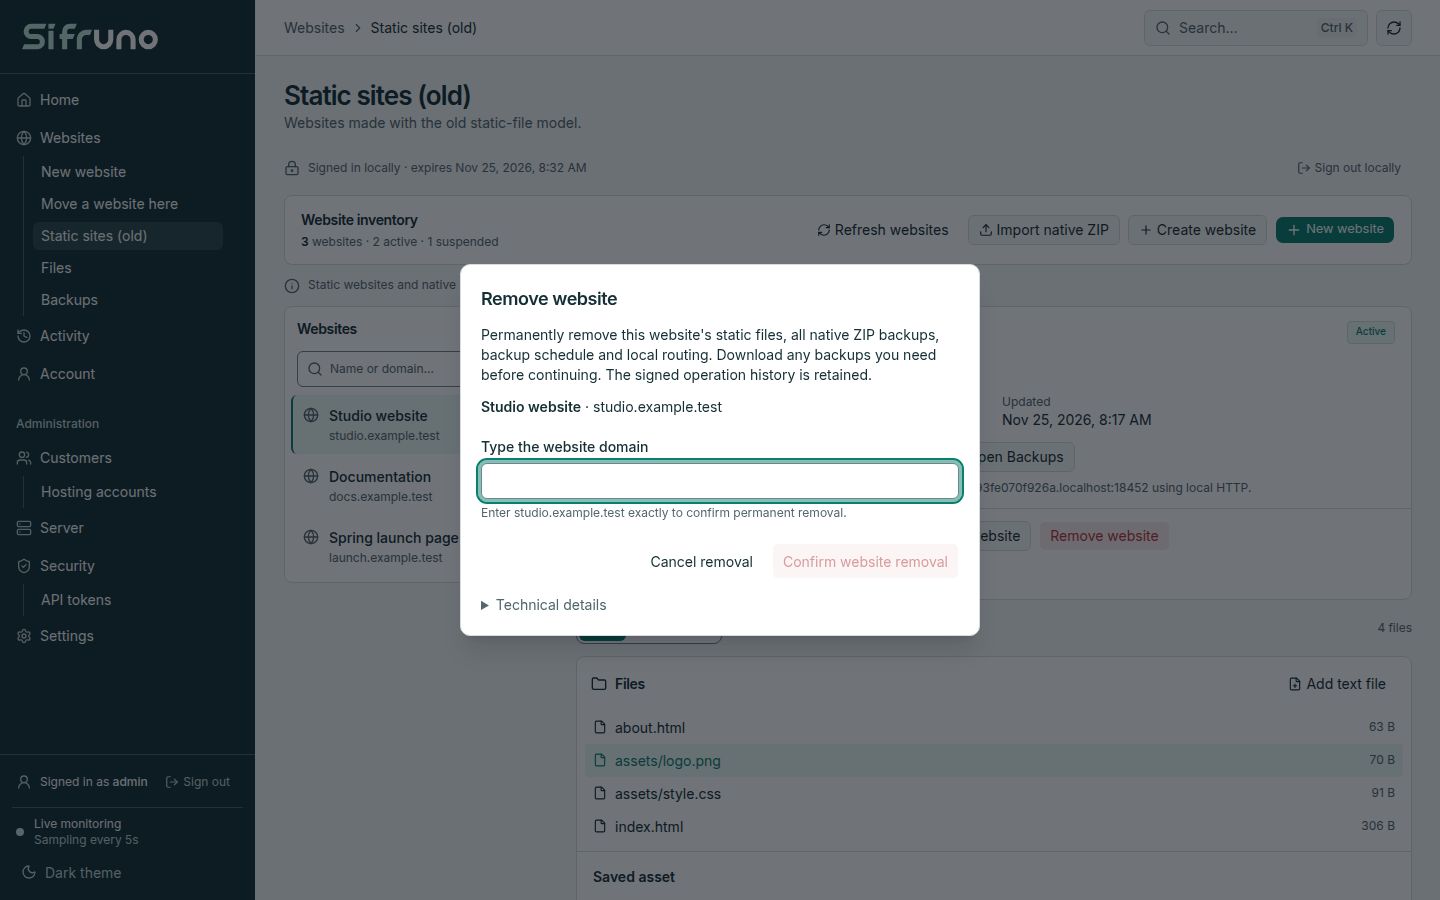 Sifruno
Home
Websites
New website
Move a website here
Static sites (old)
Files
Backups
Activity
Account
Administration
Customers
Hosting accounts
Server
Security
API tokens
Settings
Signed in as admin
Sign out
Live monitoring
Sampling every 5s
Dark theme
Websites > Static sites (old)
Search...
Ctrl K
Static sites (old)
Websites made with the old static-file model.
Signed in locally · expires Nov 25, 2026, 8:32 AM
Sign out locally
Website inventory
3 websites · 2 active · 1 suspended
Refresh websites
Import native ZIP
Create website
New website
Static websites and native
Websites
Name or domain...
Studio website
studio.example.test
Documentation
docs.example.test
Spring launch page
launch.example.test
Active
Updated
Nov 25, 2026, 8:17 AM
pen Backups
93fe070f926a.localhost:18452 using local HTTP.
ebsite
Remove website
Remove website
Permanently remove this website's static files, all native ZIP backups,
backup schedule and local routing. Download any backups you need
before continuing. The signed operation history is retained.
Studio website · studio.example.test
Type the website domain
Enter studio.example.test exactly to confirm permanent removal.
Cancel removal
Confirm website removal
Technical details
4 files
Files
Add text file
about.html
63 B
assets/logo.png
70 B
assets/style.css
91 B
index.html
306 B
Saved asset